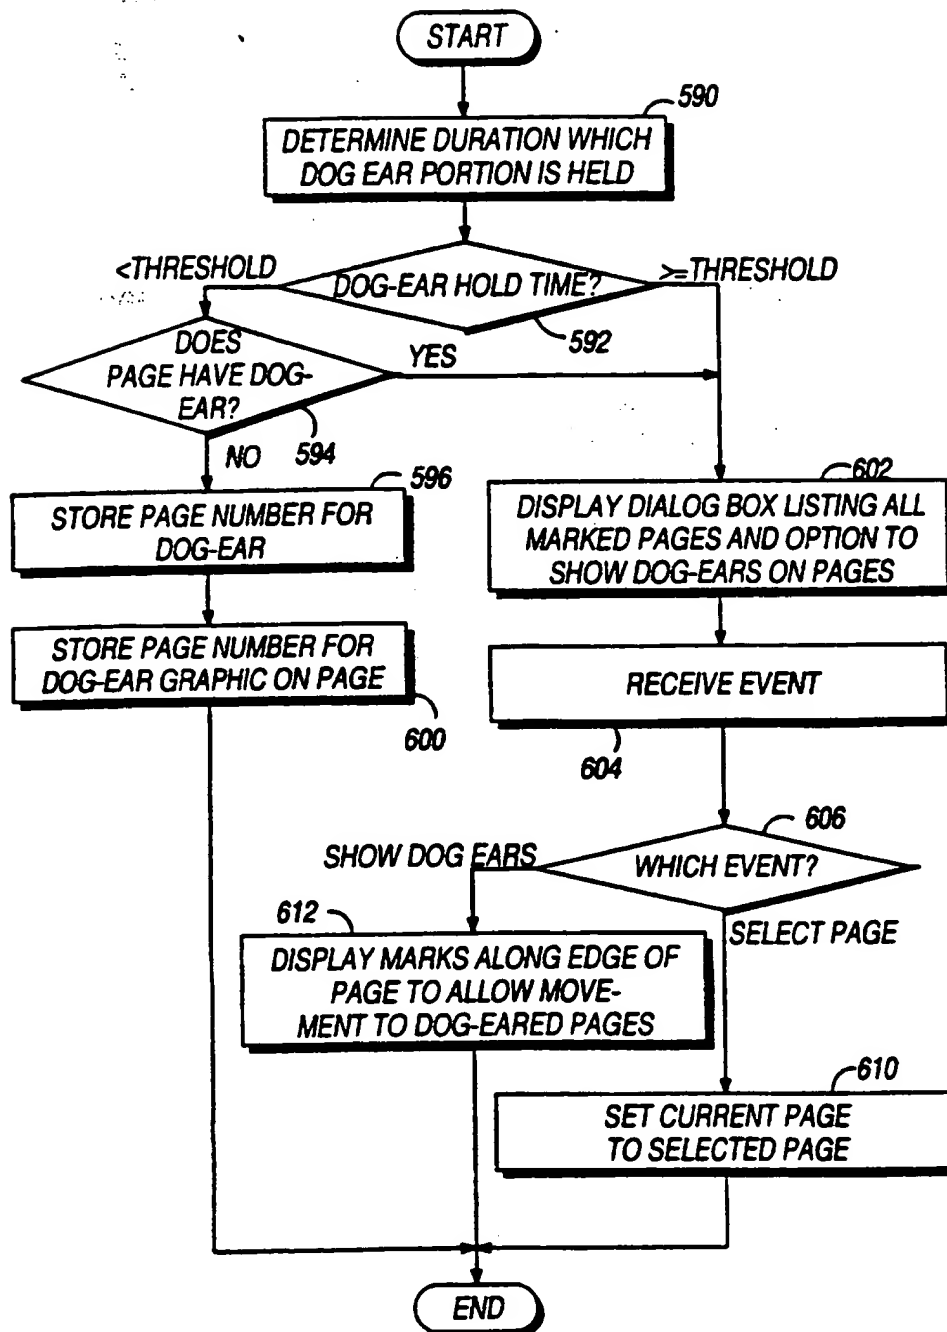 START
590
DETERMINE DURATION WHICH
DOG EAR PORTION IS HELD
<THRESHOLD
DOG-EAR HOLD TIME?
>=THRESHOLD
592
DOES
PAGE HAVE DOG-
EAR?
YES
594
NO
596
STORE PAGE NUMBER FOR
DOG-EAR
602
DISPLAY DIALOG BOX LISTING ALL
MARKED PAGES AND OPTION TO
SHOW DOG-EARS ON PAGES
STORE PAGE NUMBER FOR
DOG-EAR GRAPHIC ON PAGE
600
RECEIVE EVENT
604
606
SHOW DOG EARS
WHICH EVENT?
SELECT PAGE
612
DISPLAY MARKS ALONG EDGE OF
PAGE TO ALLOW MOVE-
MENT TO DOG-EARED PAGES
610
SET CURRENT PAGE
TO SELECTED PAGE
END